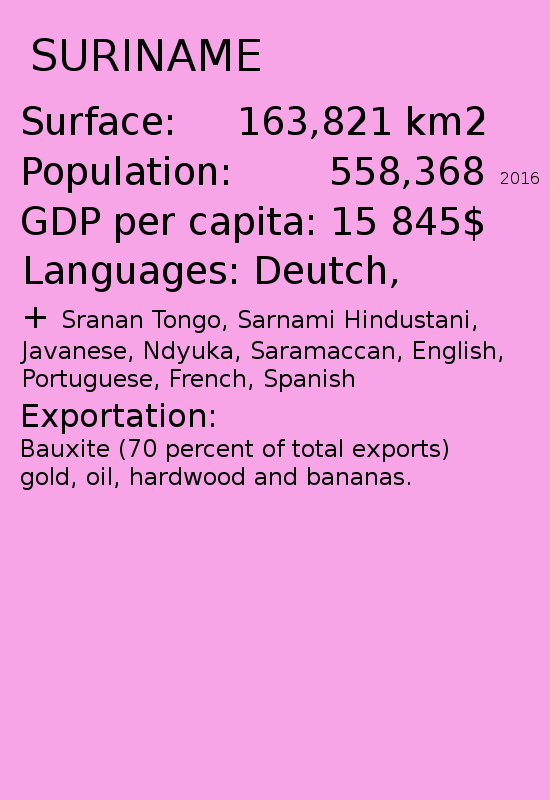 SURINAME
Surface: 163,821 km2
Population: 558,368 2016
GDP per capita: 15 845$
Languages: Deutch,
+ Sranan Tongo, Sarnami Hindustani,
Javanese, Ndyuka, Saramaccan, English,
Portuguese, French, Spanish
Exportation:
Bauxite (70 percent of total exports)
gold, oil, hardwood and bananas.